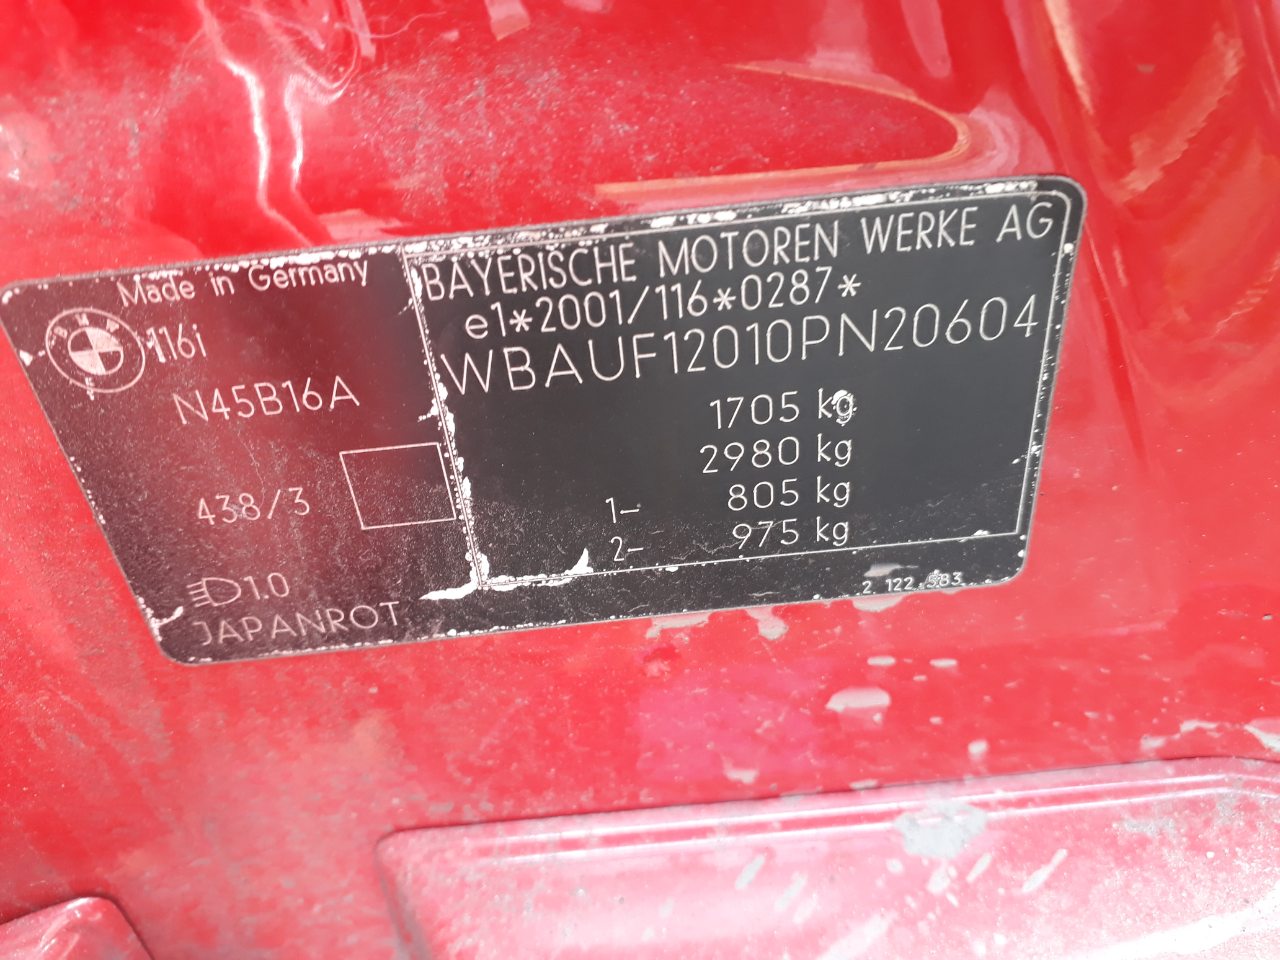 Made in Germany
BMW
116i
N45B16A
438/3
1.0
JAPANROT
BAYERISCHE MOTOREN WERKE AG
e1*2001/116*0287*
WBAUF12010PN20604
1705 kg
2980 kg
1- 805 kg
2- 975 kg
2 122 583